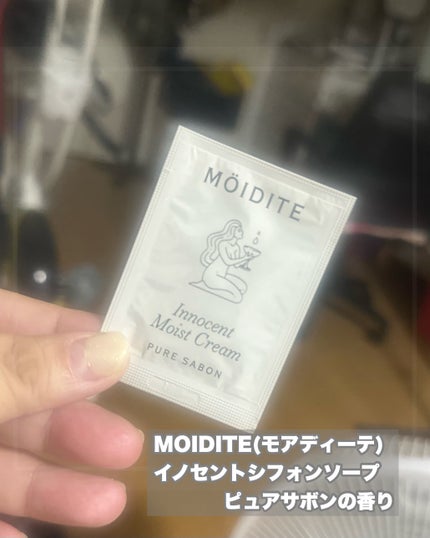 MÖIDITE
Innocent
Moist Cream
PURE SABON
MOIDITE(モアディーテ)
イノセントシフォンソープ
ピュアサボンの香り